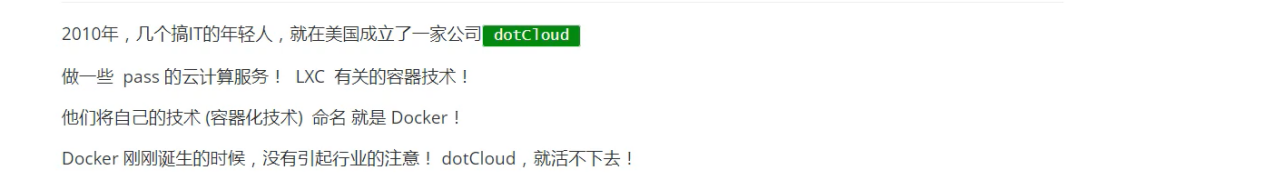 2010年，几个搞IT的年轻人，就在美国成立了一家公司 dotCloud
做一些 pass 的云计算服务！ LXC 有关的容器技术！
他们将自己的技术 (容器化技术) 命名 就是 Docker！
Docker 刚刚诞生的时候，没有引起行业的注意！ dotCloud，就活不下去！